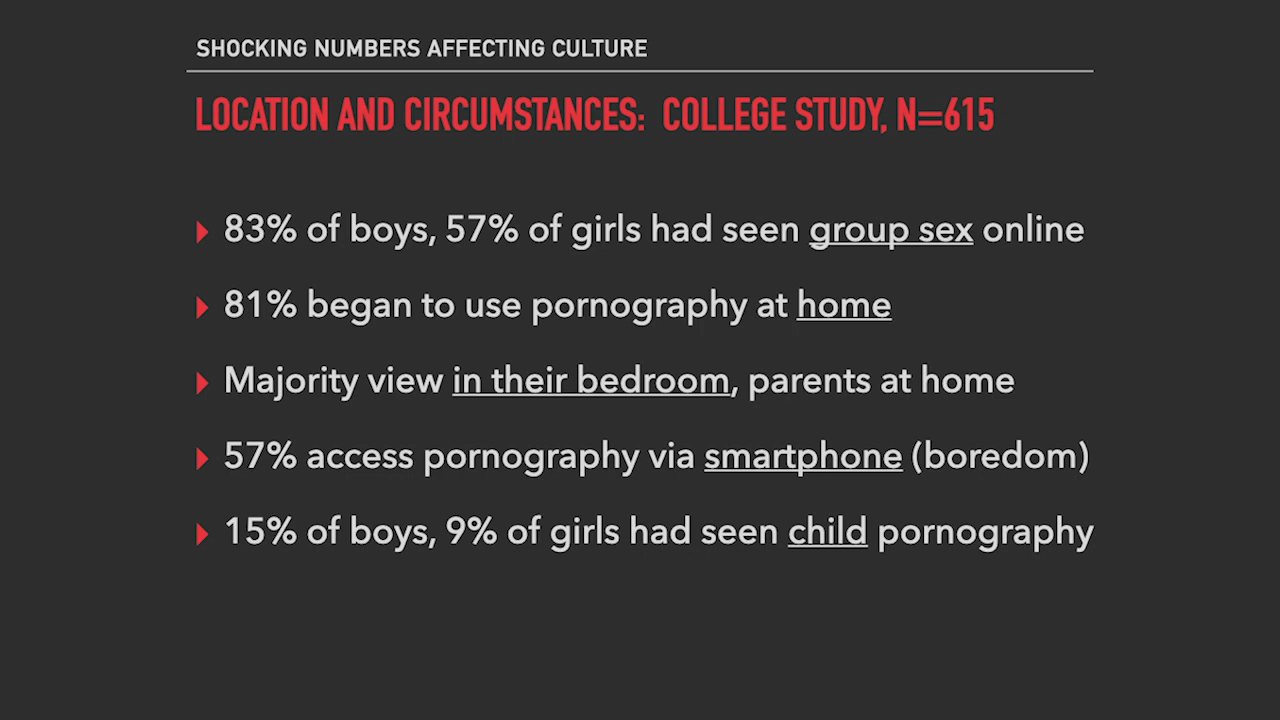 SHOCKING NUMBERS AFFECTING CULTURE
LOCATION AND CIRCUMSTANCES: COLLEGE STUDY, N=615
83% of boys, 57% of girls had seen group sex online
81% began to use pornography at home
Majority view in their bedroom, parents at home
57% access pornography via smartphone (boredom)
15% of boys, 9% of girls had seen child pornography